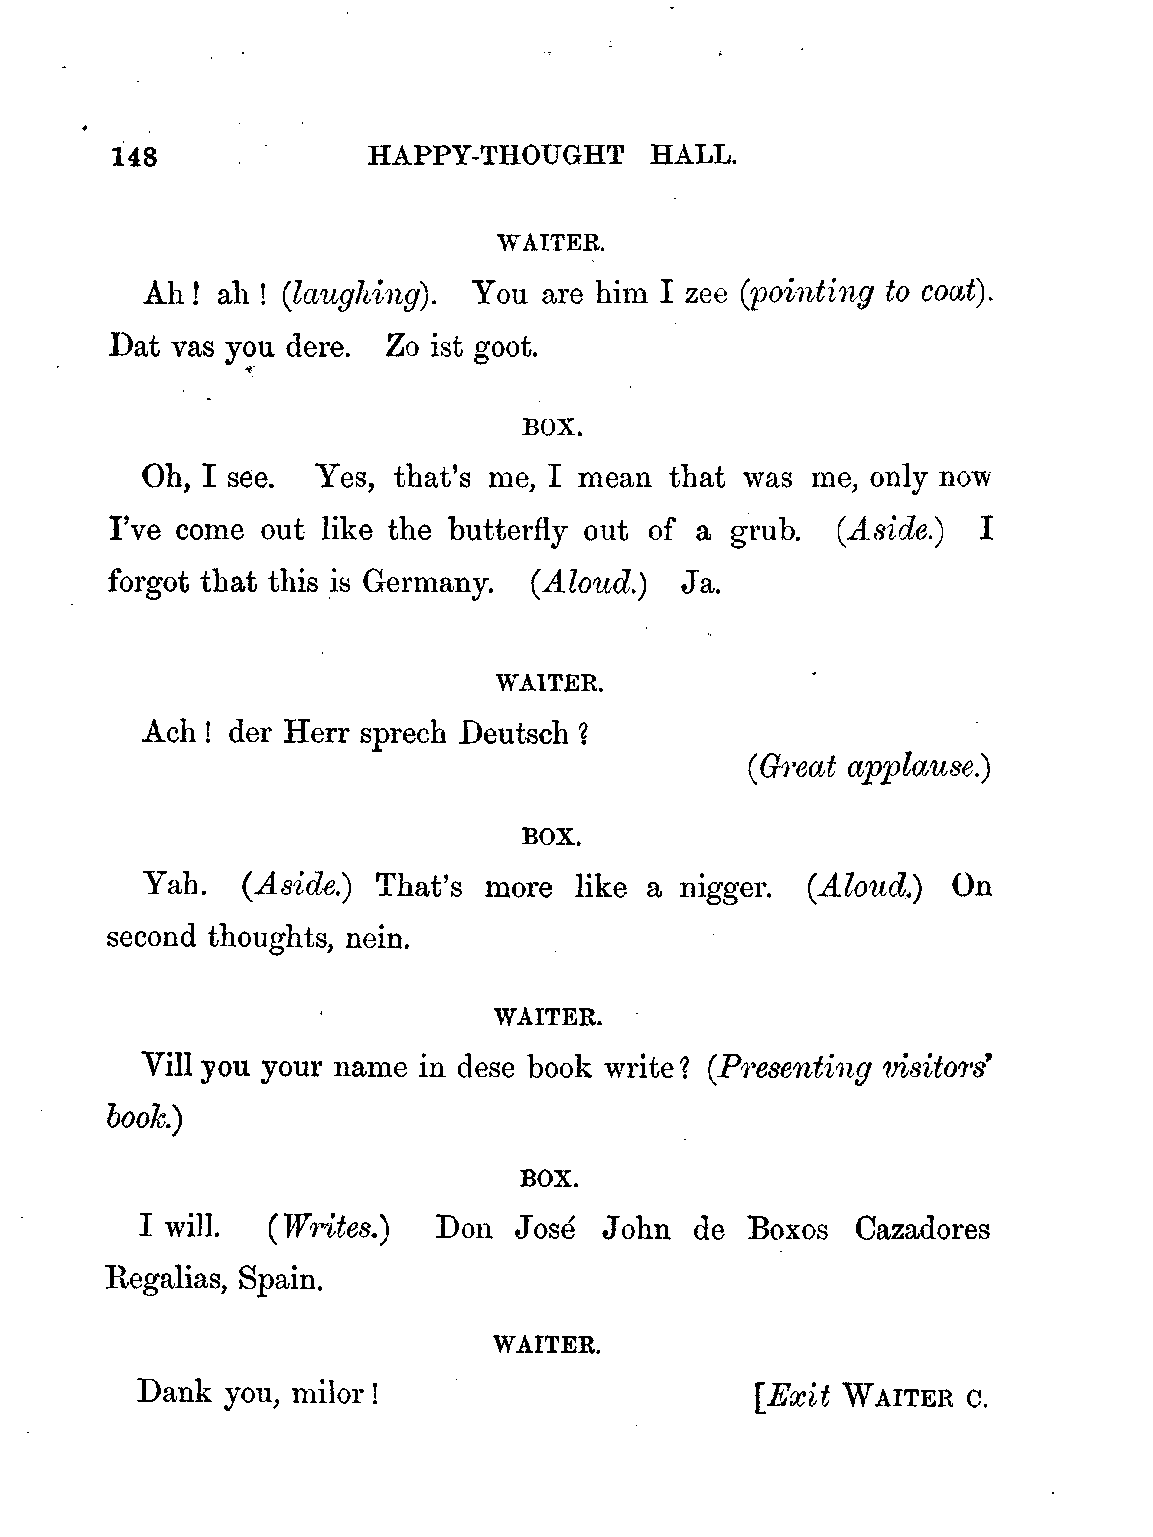 148 HAPPY-THOUGHT HALL.
WAITER.
Ah! ah! (laughing). You are him I zee (pointing to coat).
Dat vas you dere. Zo ist goot.
BOX.
Oh, I see. Yes, that's me, I mean that was me, only now
I've come out like the butterfly out of a grub. (Aside.) I
forgot that this is Germany. (Aloud.) Ja.
WAITER.
Ach! der Herr sprech Deutsch?
(Great applause.)
BOX.
Yah. (Aside.) That's more like a nigger. (Aloud.) On
second thoughts, nein.
WAITER.
Vill you your name in dese book write? (Presenting visitors'
book.)
BOX.
I will. (Writes.) Don José John de Boxos Cazadores
Regalias, Spain.
WAITER.
Dank you, milor! [Exit WAITER C.